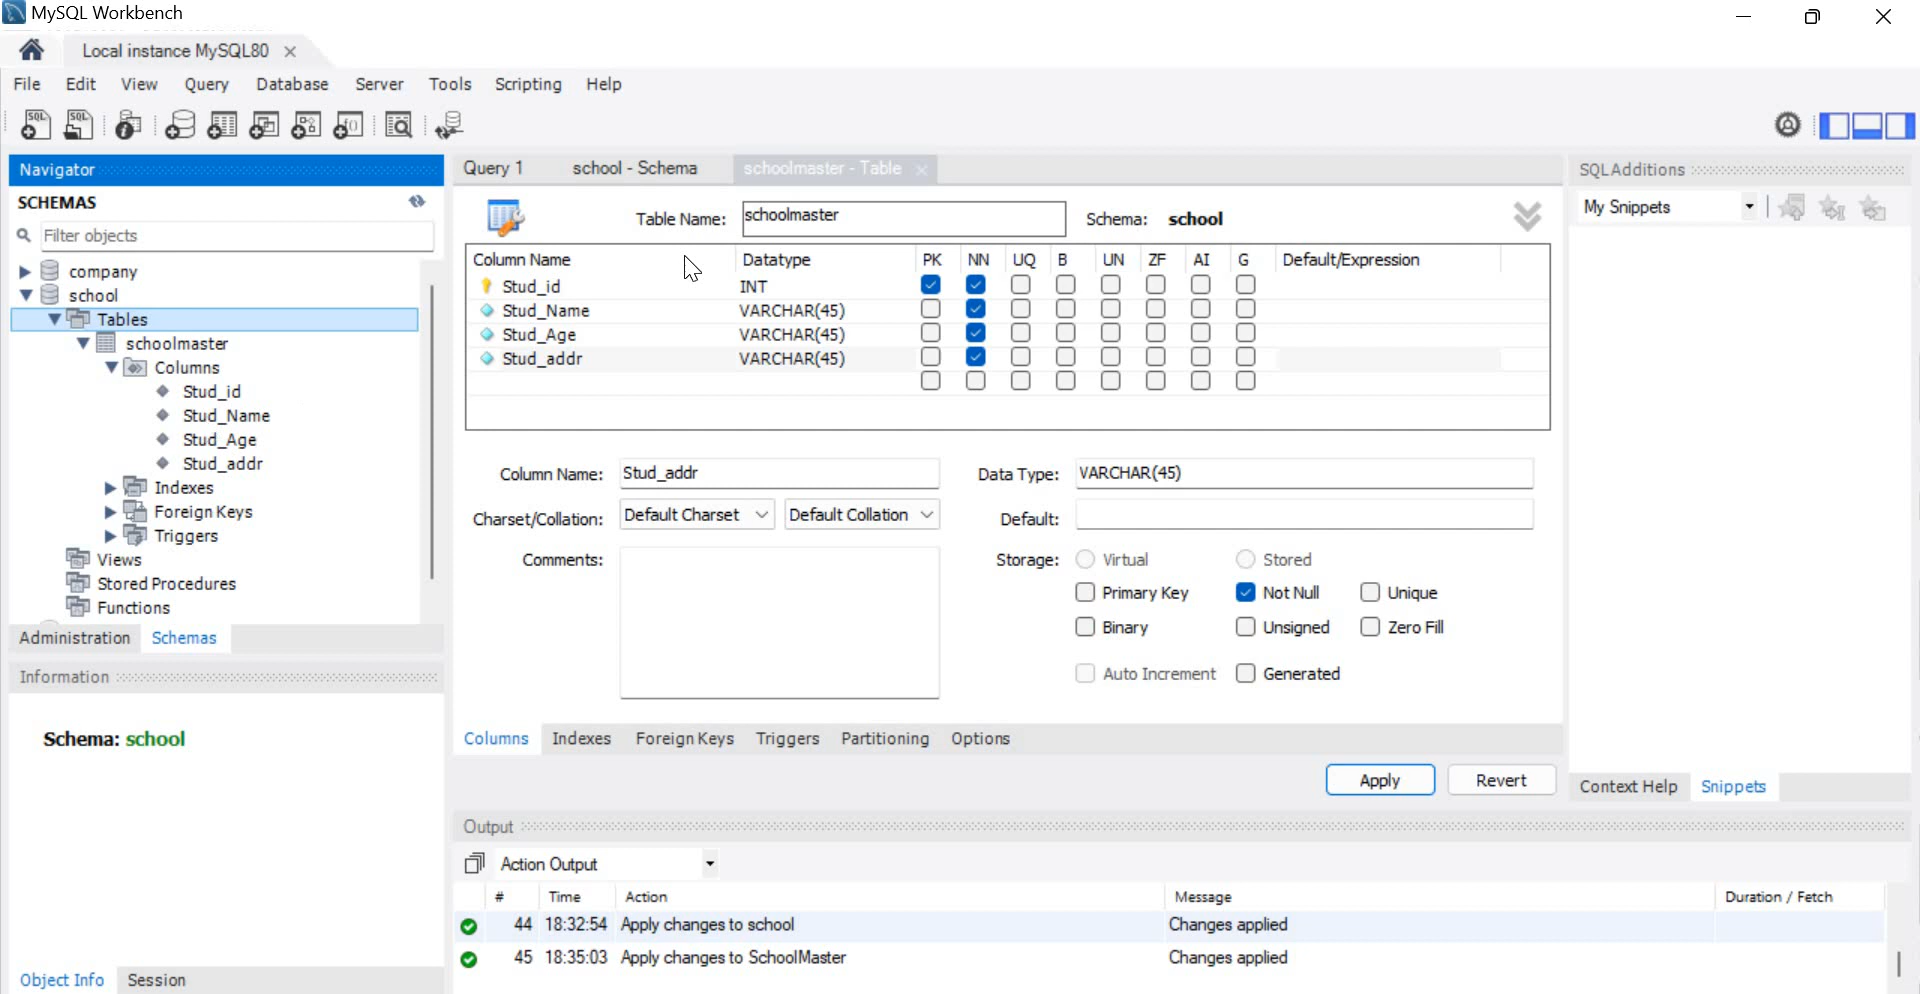 MySQL Workbench
Local instance MySQL80
File Edit View Query Database Server Tools Scripting Help
Navigator
SCHEMAS
Filter objects
company
school
Tables
schoolmaster
Columns
Stud_id
Stud_Name
Stud_Age
Stud_addr
Indexes
Foreign Keys
Triggers
Views
Stored Procedures
Functions
Administration Schemas
Information
Schema: school
Object Info Session
Query 1 school - Schema schoolmaster - Table
Table Name: schoolmaster Schema: school
Column Name Datatype PK NN UQ B UN ZF AI G Default/Expression
Stud_id INT
Stud_Name VARCHAR(45)
Stud_Age VARCHAR(45)
Stud_addr VARCHAR(45)
Column Name: Stud_addr Data Type: VARCHAR(45)
Charset/Collation: Default Charset Default Collation Default:
Comments: Storage: Virtual Stored
Primary Key Not Null Unique
Binary Unsigned Zero Fill
Auto Increment Generated
Columns Indexes Foreign Keys Triggers Partitioning Options
Apply Revert
SQLAdditions
My Snippets
Context Help Snippets
Output
Action Output
# Time Action Message Duration / Fetch
44 18:32:54 Apply changes to school Changes applied
45 18:35:03 Apply changes to SchoolMaster Changes applied